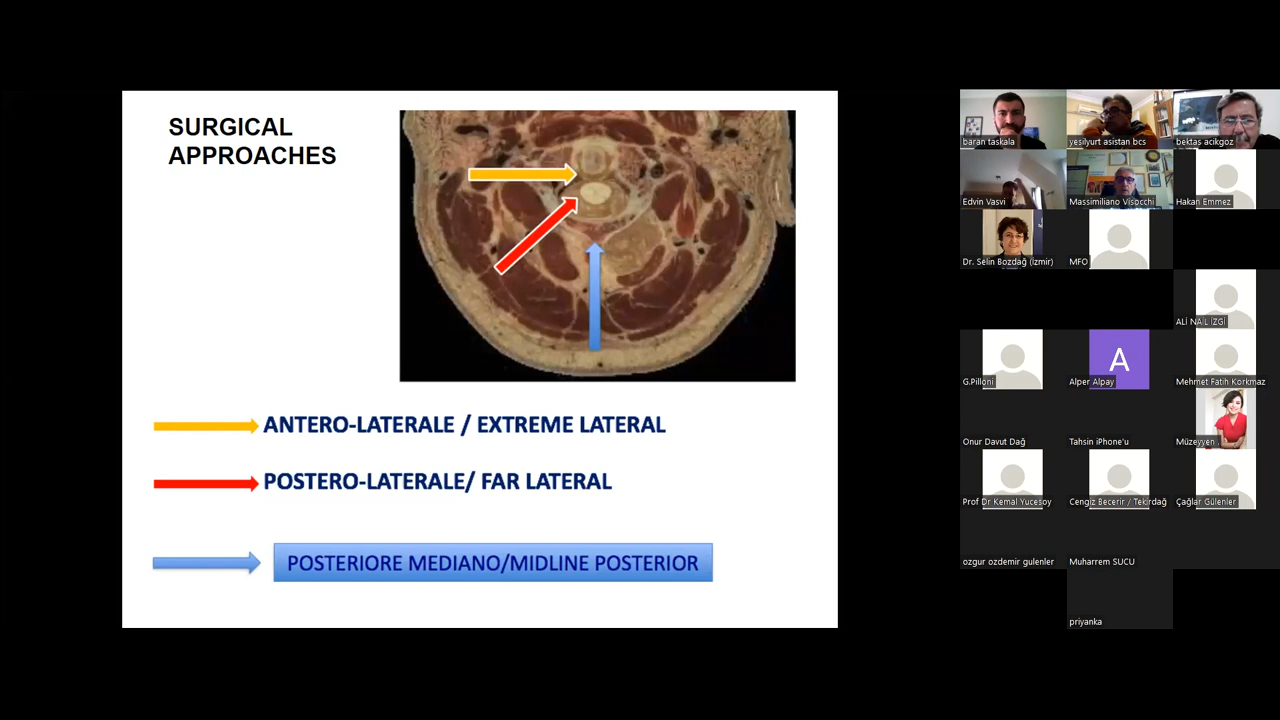 SURGICAL
APPROACHES
ANTERO-LATERALE / EXTREME LATERAL
POSTERO-LATERALE/ FAR LATERAL
POSTERIORE MEDIANO/MIDLINE POSTERIOR
baran taskala
yesilyurt asistan bcs
bektaş acikgoz
Edvin Vasvi
Massimiliano Visocchi
Hakan Emmez
Dr. Selin Bozdağ (İzmir)
MFO
ALİ NAİL İZGİ
G.Pilloni
A
Alper Alpay
Mehmet Fatih Korkmaz
Onur Davut Dağ
Tahsin iPhone'u
Müzeyyen
Prof Dr Kemal Yucesoy
Cengiz Becerir / Tekirdağ
Çağlar Gülenler
ozgur ozdemir gulenler
Muharrem SUCU
priyanka